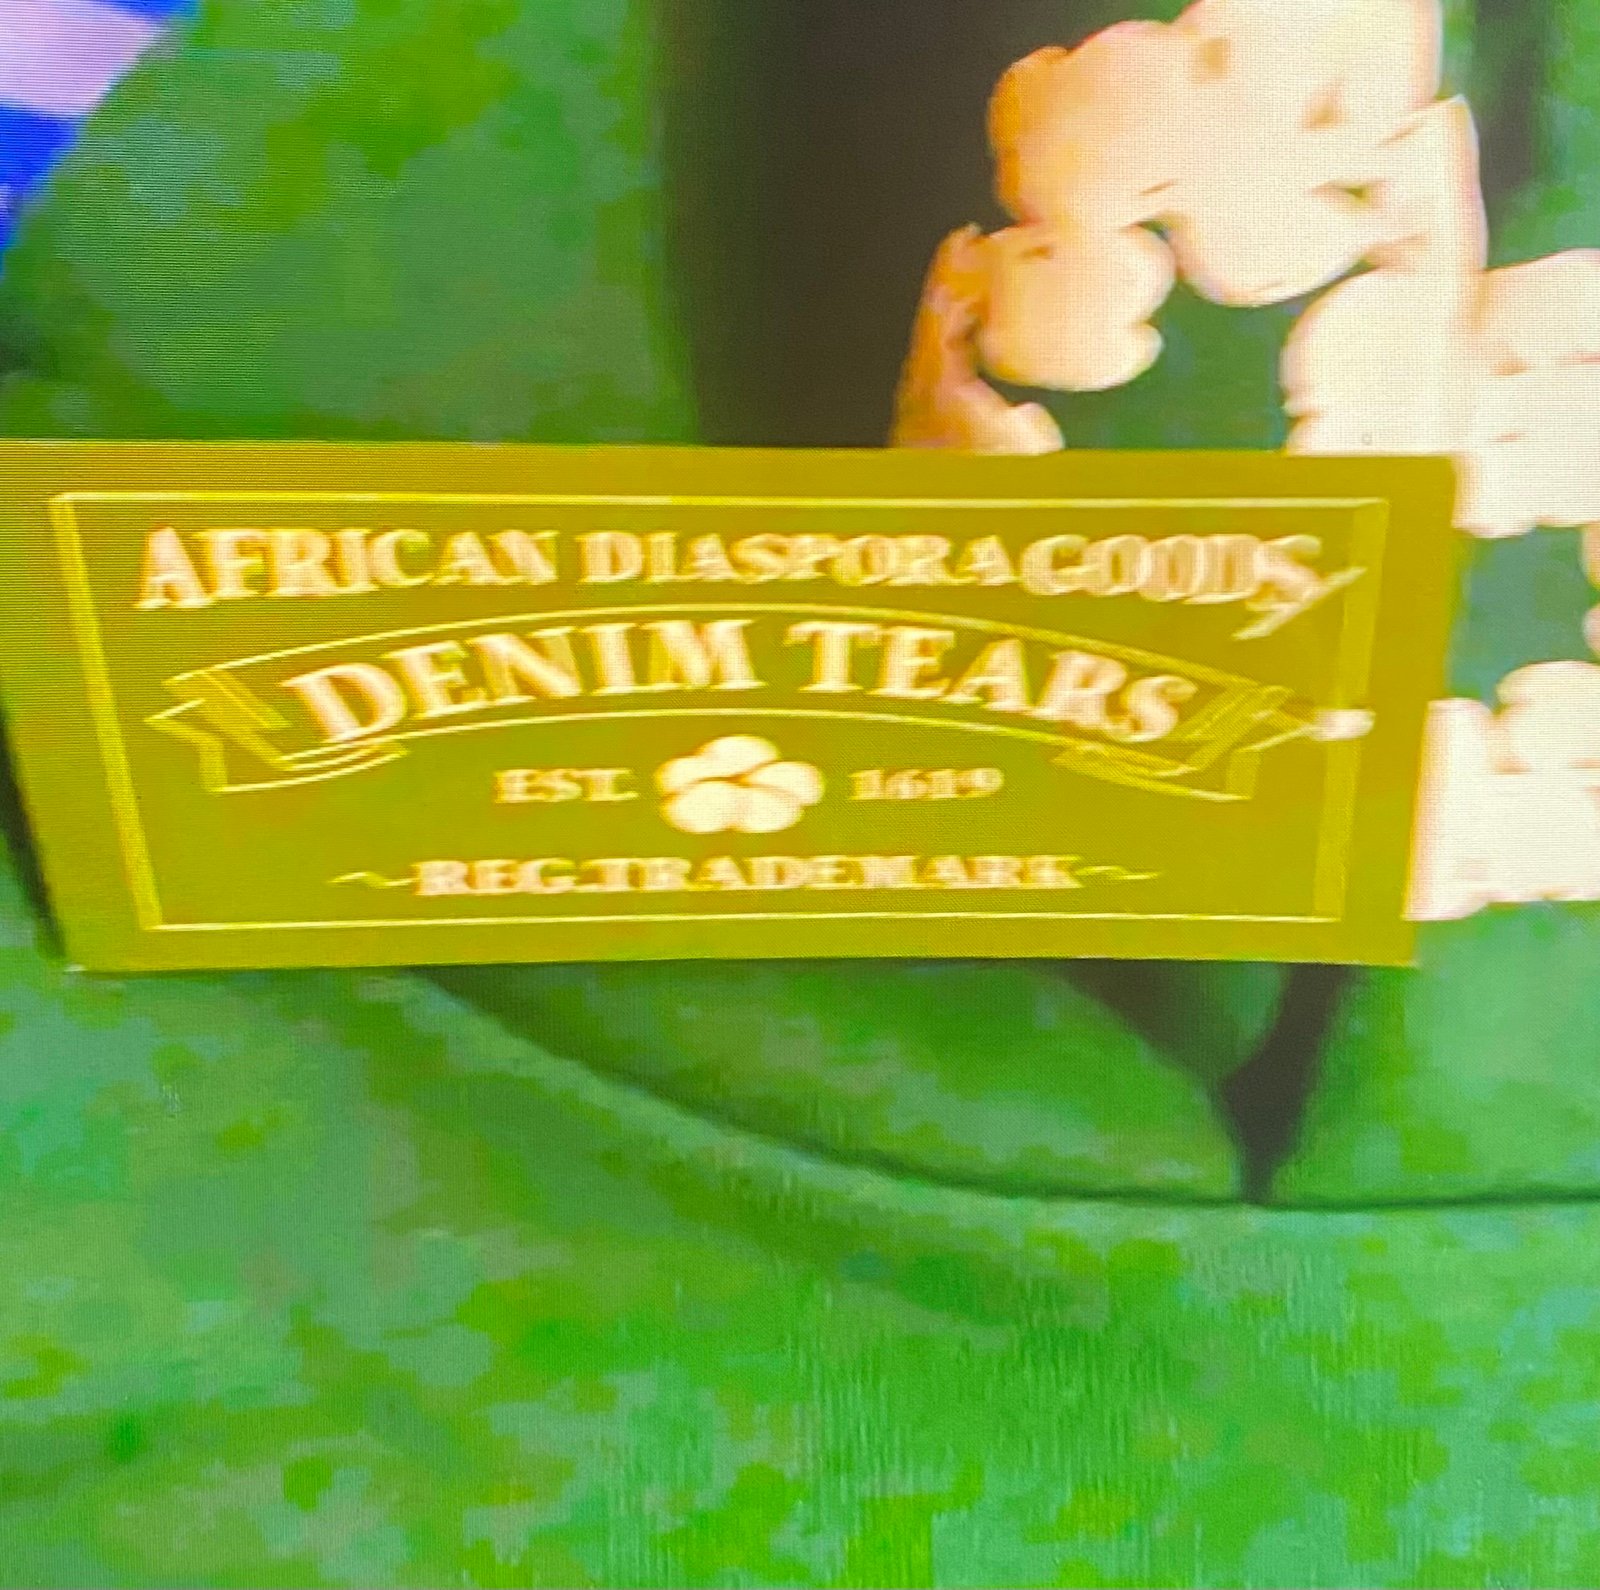 AFRICAN DIASPORA GOODS
DENIM TEARS
EST. 1619
REG.TRADEMARK